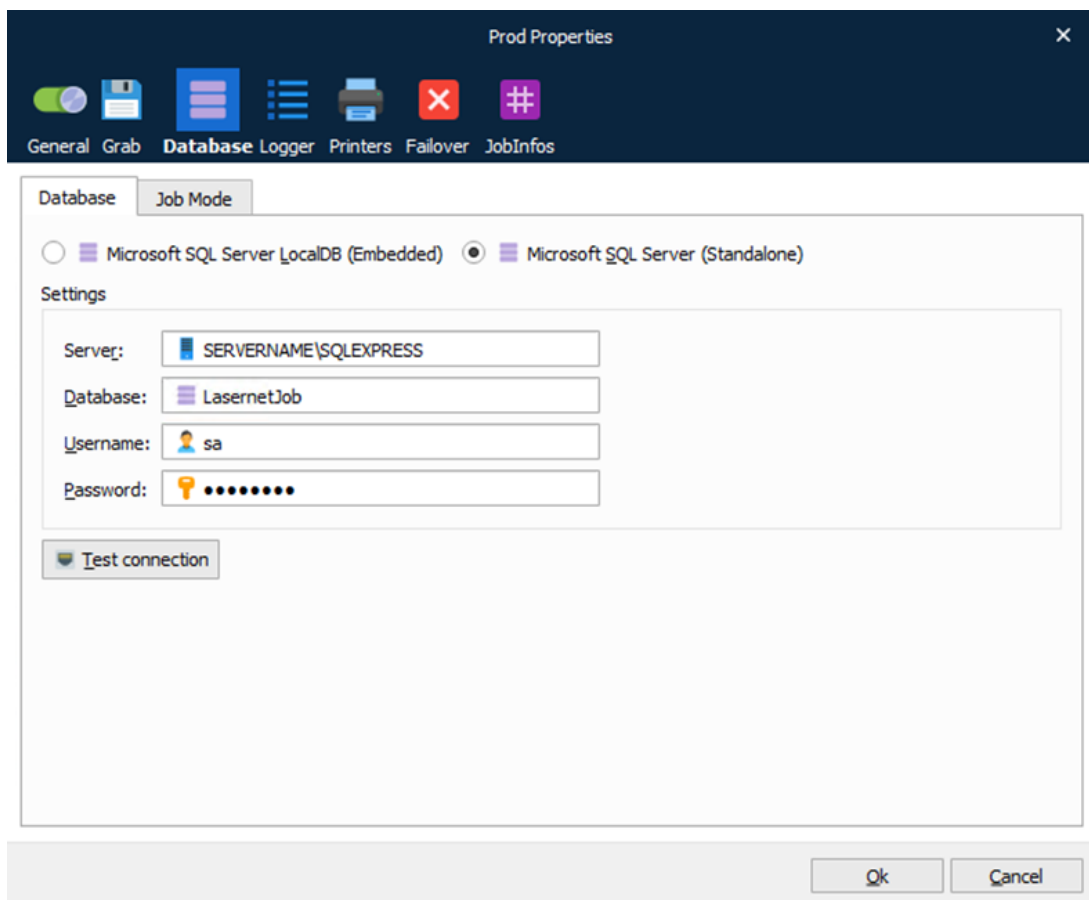 Prod Properties
General Grab Database Logger Printers Failover JobInfos
Database Job Mode
Microsoft SQL Server LocalDB (Embedded) Microsoft SQL Server (Standalone)
Settings
Server: SERVERNAME\SQLEXPRESS
Database: LasernetJob
Username: sa
Password: ••••••••
Test connection
Ok Cancel